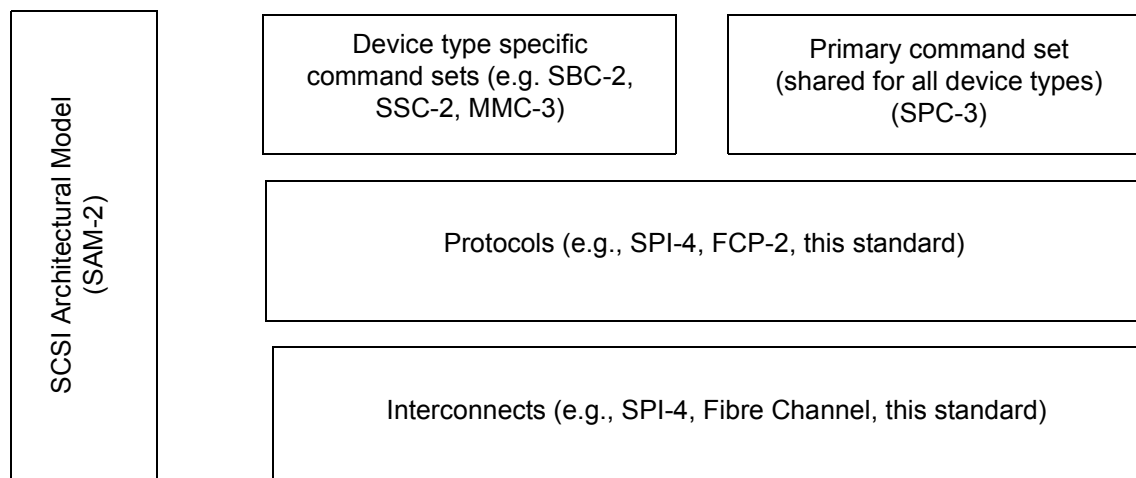 SCSI Architectural Model
(SAM-2)
Device type specific
command sets (e.g. SBC-2,
SSC-2, MMC-3)
Primary command set
(shared for all device types)
(SPC-3)
Protocols (e.g., SPI-4, FCP-2, this standard)
Interconnects (e.g., SPI-4, Fibre Channel, this standard)